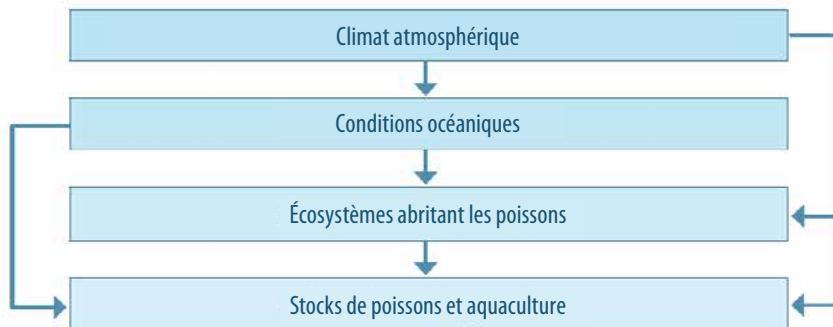 Climat atmosphérique
Conditions océaniques
Écosystèmes abritant les poissons
Stocks de poissons et aquaculture